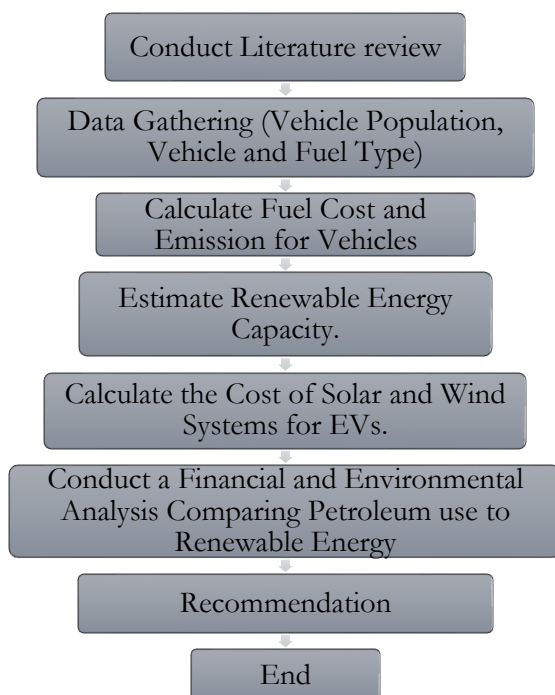 Conduct Literature review
Data Gathering (Vehicle Population,
Vehicle and Fuel Type)
Calculate Fuel Cost and
Emission for Vehicles
Estimate Renewable Energy
Capacity.
Calculate the Cost of Solar and Wind
Systems for EVs.
Conduct a Financial and Environmental
Analysis Comparing Petroleum use to
Renewable Energy
Recommendation
End